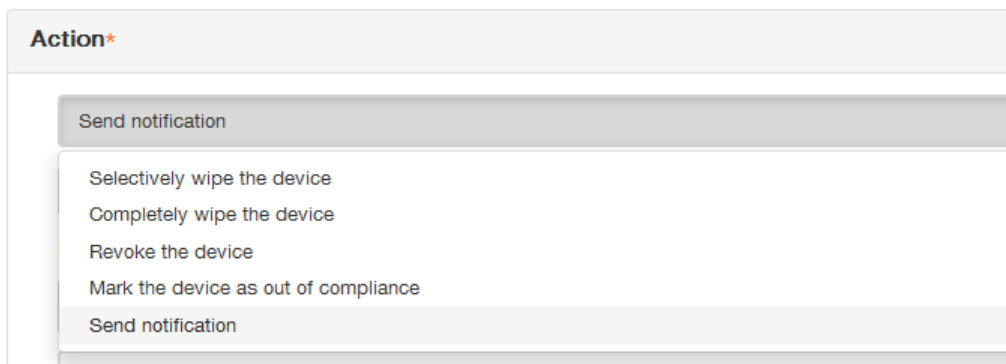 Action*
Send notification
Selectively wipe the device
Completely wipe the device
Revoke the device
Mark the device as out of compliance
Send notification